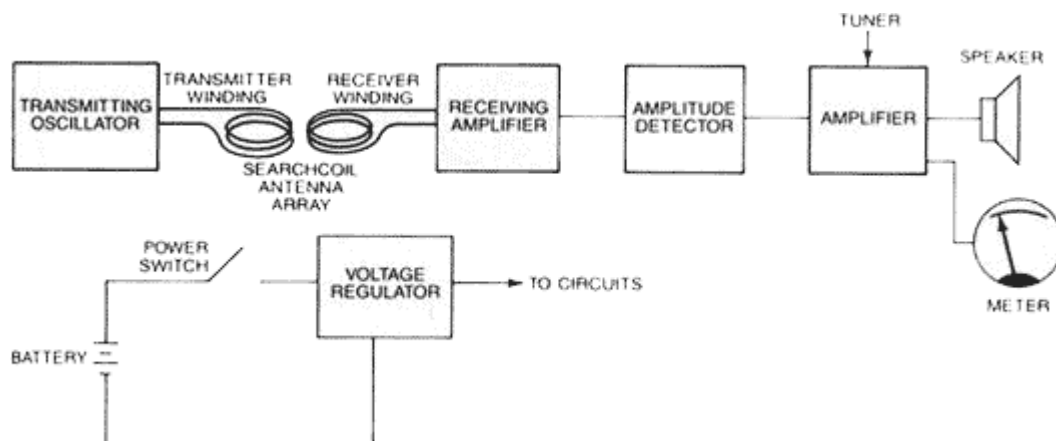 TUNER
SPEAKER
TRANSMITTING
OSCILLATOR
TRANSMITTER
WINDING
RECEIVER
WINDING
SEARCHCOIL
ANTENNA
ARRAY
RECEIVING
AMPLIFIER
AMPLITUDE
DETECTOR
AMPLIFIER
METER
POWER
SWITCH
VOLTAGE
REGULATOR
TO CIRCUITS
BATTERY